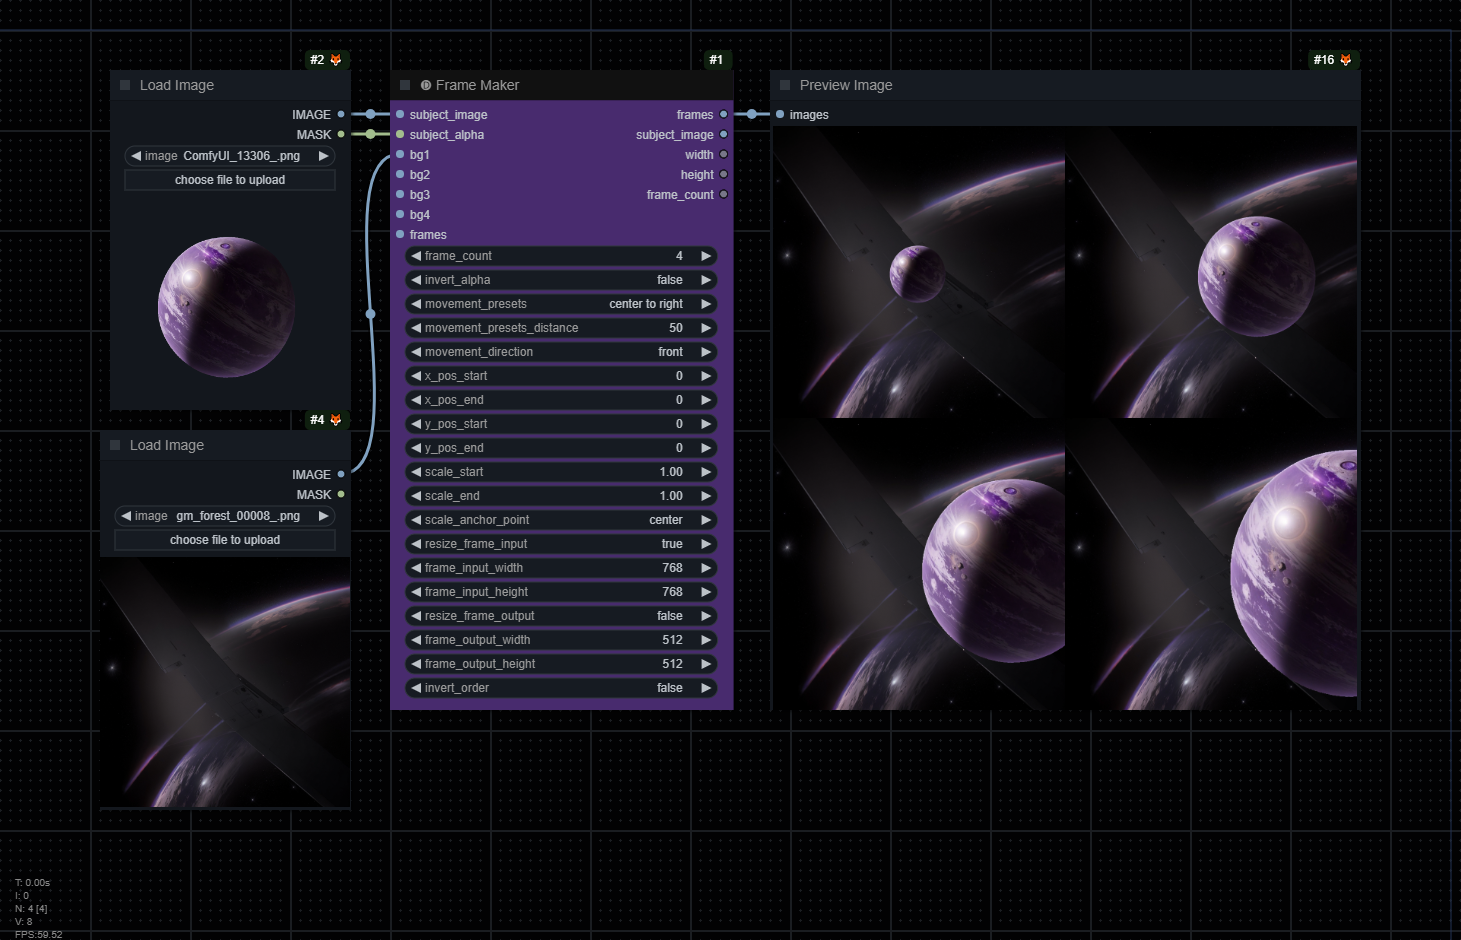 #2
Load Image
IMAGE
MASK
image ComfyUI_13306_.png
choose file to upload
#4
Load Image
IMAGE
MASK
image gm_forest_00008_.png
choose file to upload
#1
Frame Maker
subject_image frames
subject_alpha subject_image
bg1 width
bg2 height
bg3 frame_count
bg4
frames
frame_count 4
invert_alpha false
movement_presets center to right
movement_presets_distance 50
movement_direction front
x_pos_start 0
x_pos_end 0
y_pos_start 0
y_pos_end 0
scale_start 1.00
scale_end 1.00
scale_anchor_point center
resize_frame_input true
frame_input_width 768
frame_input_height 768
resize_frame_output false
frame_output_width 512
frame_output_height 512
invert_order false
#16
Preview Image
images
T: 0.00s
I: 0
N: 4 [4]
V: 8
FPS:59.52